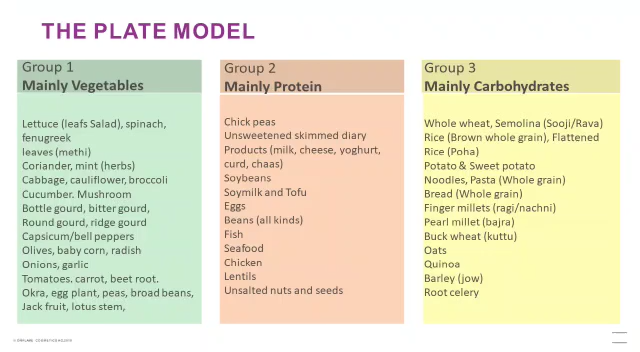 THE PLATE MODEL
Group 1
Mainly Vegetables
Lettuce (leafs Salad), spinach,
fenugreek
leaves (methi)
Coriander, mint (herbs)
Cabbage, cauliflower, broccoli
Cucumber. Mushroom
Bottle gourd, bitter gourd,
Round gourd, ridge gourd
Capsicum/bell peppers
Olives, baby corn, radish
Onions, garlic
Tomatoes. carrot, beet root.
Okra, egg plant, peas, broad beans,
Jack fruit, lotus stem,
Group 2
Mainly Protein
Chick peas
Unsweetened skimmed diary
Products (milk, cheese, yoghurt,
curd, chaas)
Soybeans
Soymilk and Tofu
Eggs
Beans (all kinds)
Fish
Seafood
Chicken
Lentils
Unsalted nuts and seeds
Group 3
Mainly Carbohydrates
Whole wheat, Semolina (Sooji/Rava)
Rice (Brown whole grain), Flattened
Rice (Poha)
Potato & Sweet potato
Noodles, Pasta (Whole grain)
Bread (Whole grain)
Finger millets (ragi/nachni)
Pearl millet (bajra)
Buck wheat (kuttu)
Oats
Quinoa
Barley (jow)
Root celery